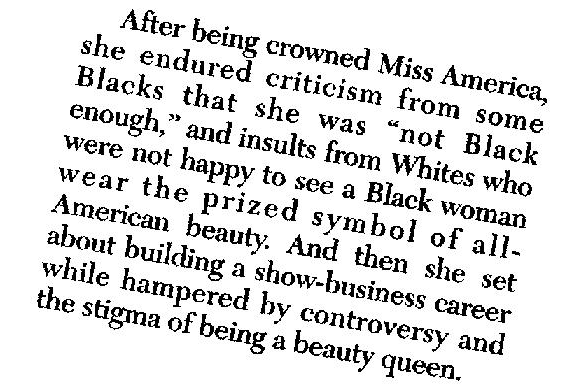 After being crowned Miss America,
she endured criticism from some
Blacks that she was “not Black
enough,” and insults from Whites who
were not happy to see a Black woman
wear the prized symbol of all-
American beauty. And then she set
about building a show-business career
while hampered by controversy and
the stigma of being a beauty queen.